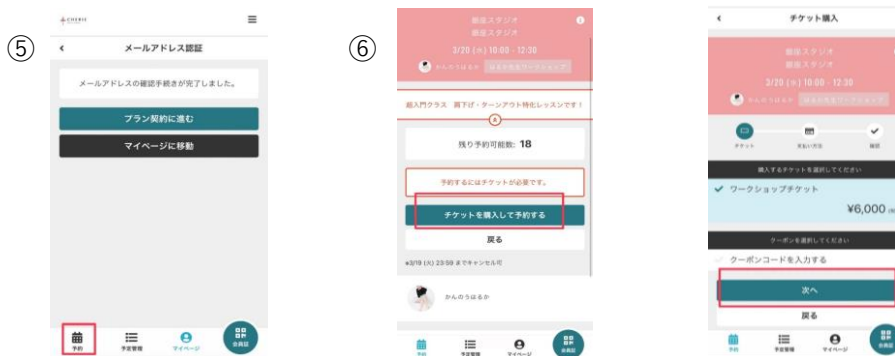 ⑤
CHERIE
メールアドレス認証
メールアドレスの確認手続きが完了しました。
プラン契約に進む
マイページに移動
予約
予定管理
マイページ
会員証
⑥
銀座スタジオ
銀座スタジオ
3/20 (水) 10:00 - 12:30
かんのうはるか
超入門クラス 肩下げ・ターンアウト特化レッスンです!
残り予約可能数: 18
予約するにはチケットが必要です。
チケットを購入して予約する
戻る
※3/19 (火) 23:59 までキャンセル可
かんのうはるか
予約
予定管理
マイページ
会員証
チケット購入
銀座スタジオ
銀座スタジオ
3/20 (水) 10:00 - 12:30
かんのうはるか
チケット
支払い方法
確認
購入するチケットを選択してください
ワークショップチケット
¥6,000
クーポンを選択してください
クーポンコードを入力する
次へ
戻る
予約
予定管理
マイページ
会員証